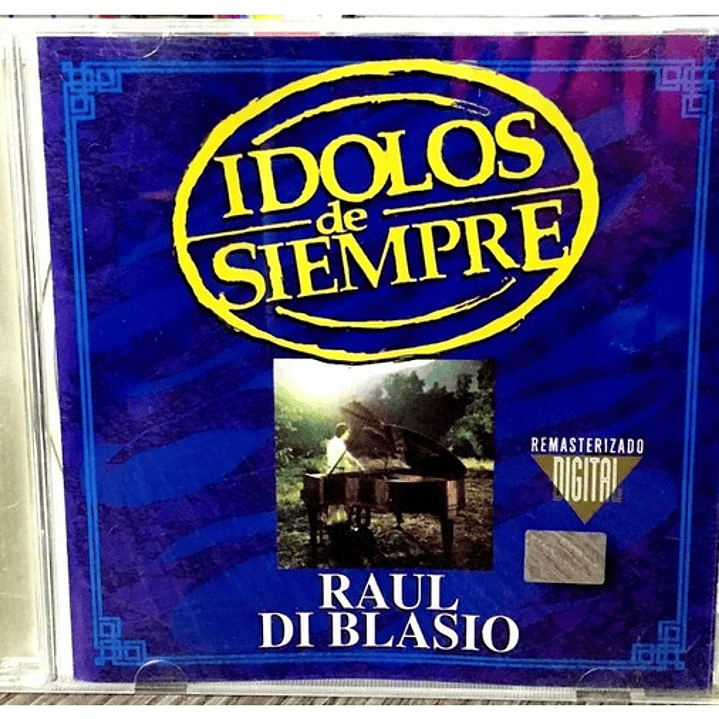 IDOLOS
de
SIEMPRE
REMASTERIZADO
DIGITAL
RAUL
DI BLASIO